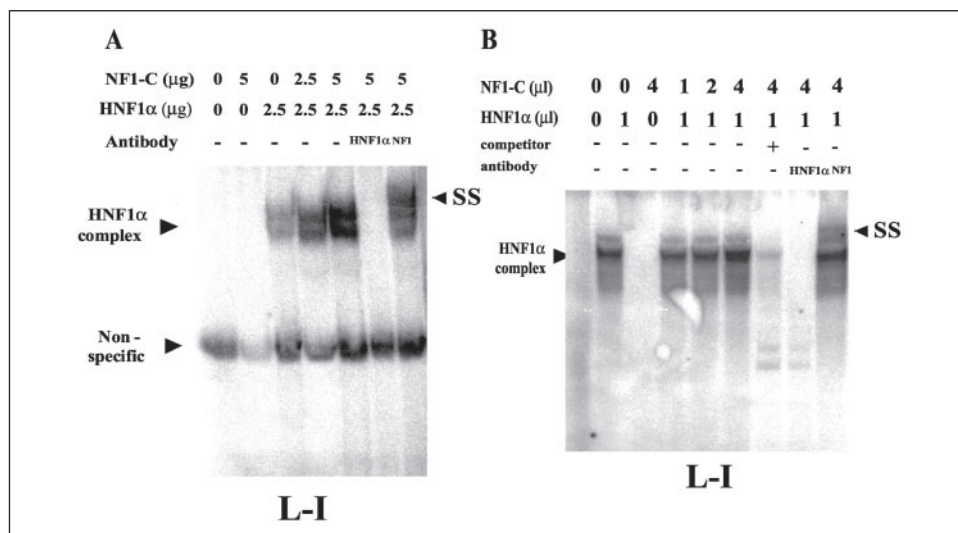 A
NF1-C (μg) 0 5 0 2.5 5 5 5
HNF1α (μg) 0 0 2.5 2.5 2.5 2.5 2.5
Antibody - - - - - HNF1α NF1
HNF1α
complex
SS
Non -
specific
L-I
B
NF1-C (μl) 0 0 4 1 2 4 4 4 4
HNF1α (μl) 0 1 0 1 1 1 1 1 1
competitor - - - - - - + - -
antibody - - - - - - - HNF1α NF1
HNF1α
complex
SS
L-I